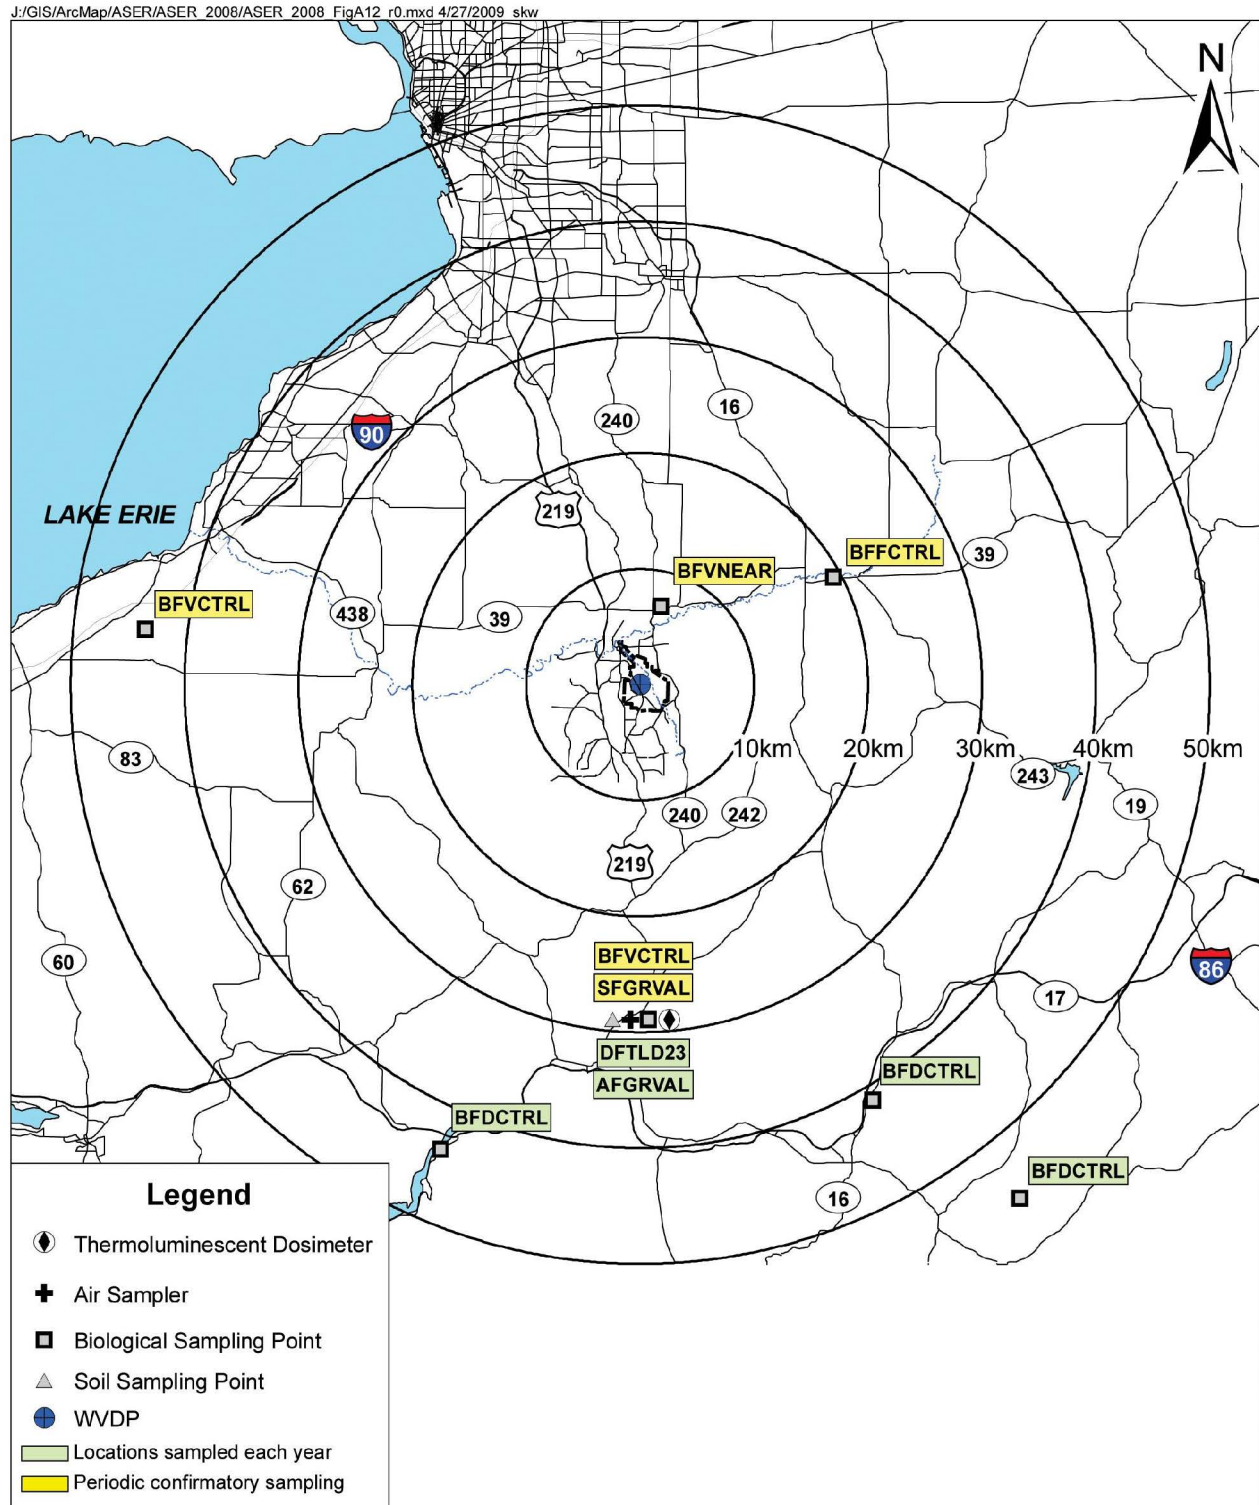 J:/GIS/ArcMap/ASER/ASER_2008/ASER_2008_FigA12_r0.mxd 4/27/2009 skw
N
16
240
90
219
LAKE ERIE
BFFCTRL
39
BFVNEAR
BFVCTRL
438
39
10km
20km
30km
40km
50km
83
243
19
240
242
219
62
BFVCTRL
60
86
SFGRVAL
17
DFTLD23
BFDCTRL
AFGRVAL
BFDCTRL
BFDCTRL
16
Legend
Thermoluminescent Dosimeter
Air Sampler
Biological Sampling Point
Soil Sampling Point
WVDP
Locations sampled each year
Periodic confirmatory sampling